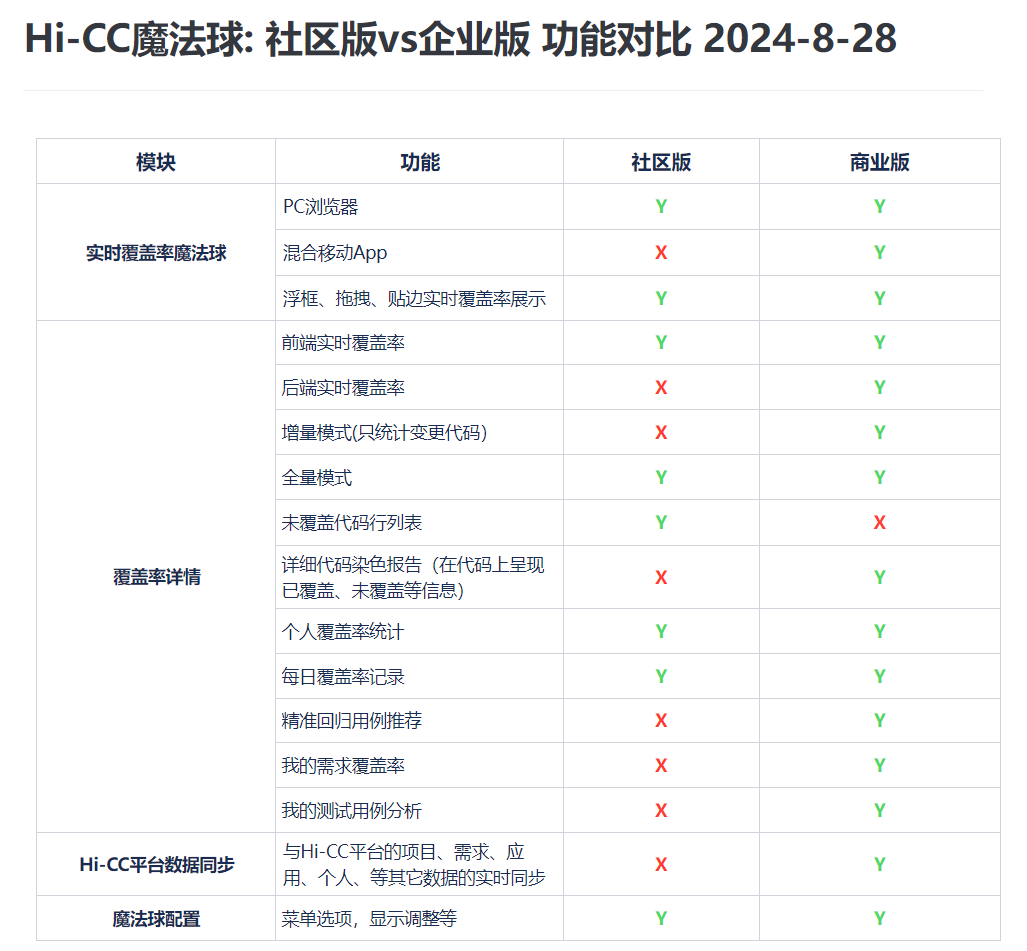 Hi-CC魔法球: 社区版vs企业版 功能对比 2024-8-28
模块 功能 社区版 商业版
实时覆盖率魔法球 PC浏览器 Y Y
混合移动App X Y
浮框、拖拽、贴边实时覆盖率展示 Y Y
覆盖率详情 前端实时覆盖率 Y Y
后端实时覆盖率 X Y
增量模式(只统计变更代码） X Y
全量模式 Y Y
未覆盖代码行列表 Y X
详细代码染色报告（在代码上呈现
已覆盖、未覆盖等信息） X Y
个人覆盖率统计 Y Y
每日覆盖率记录 Y Y
精准回归用例推荐 X Y
我的需求覆盖率 X Y
我的测试用例分析 X Y
Hi-CC平台数据同步 与Hi-CC平台的项目、需求、应
用、个人、等其它数据的实时同步 X Y
魔法球配置 菜单选项，显示调整等 Y Y